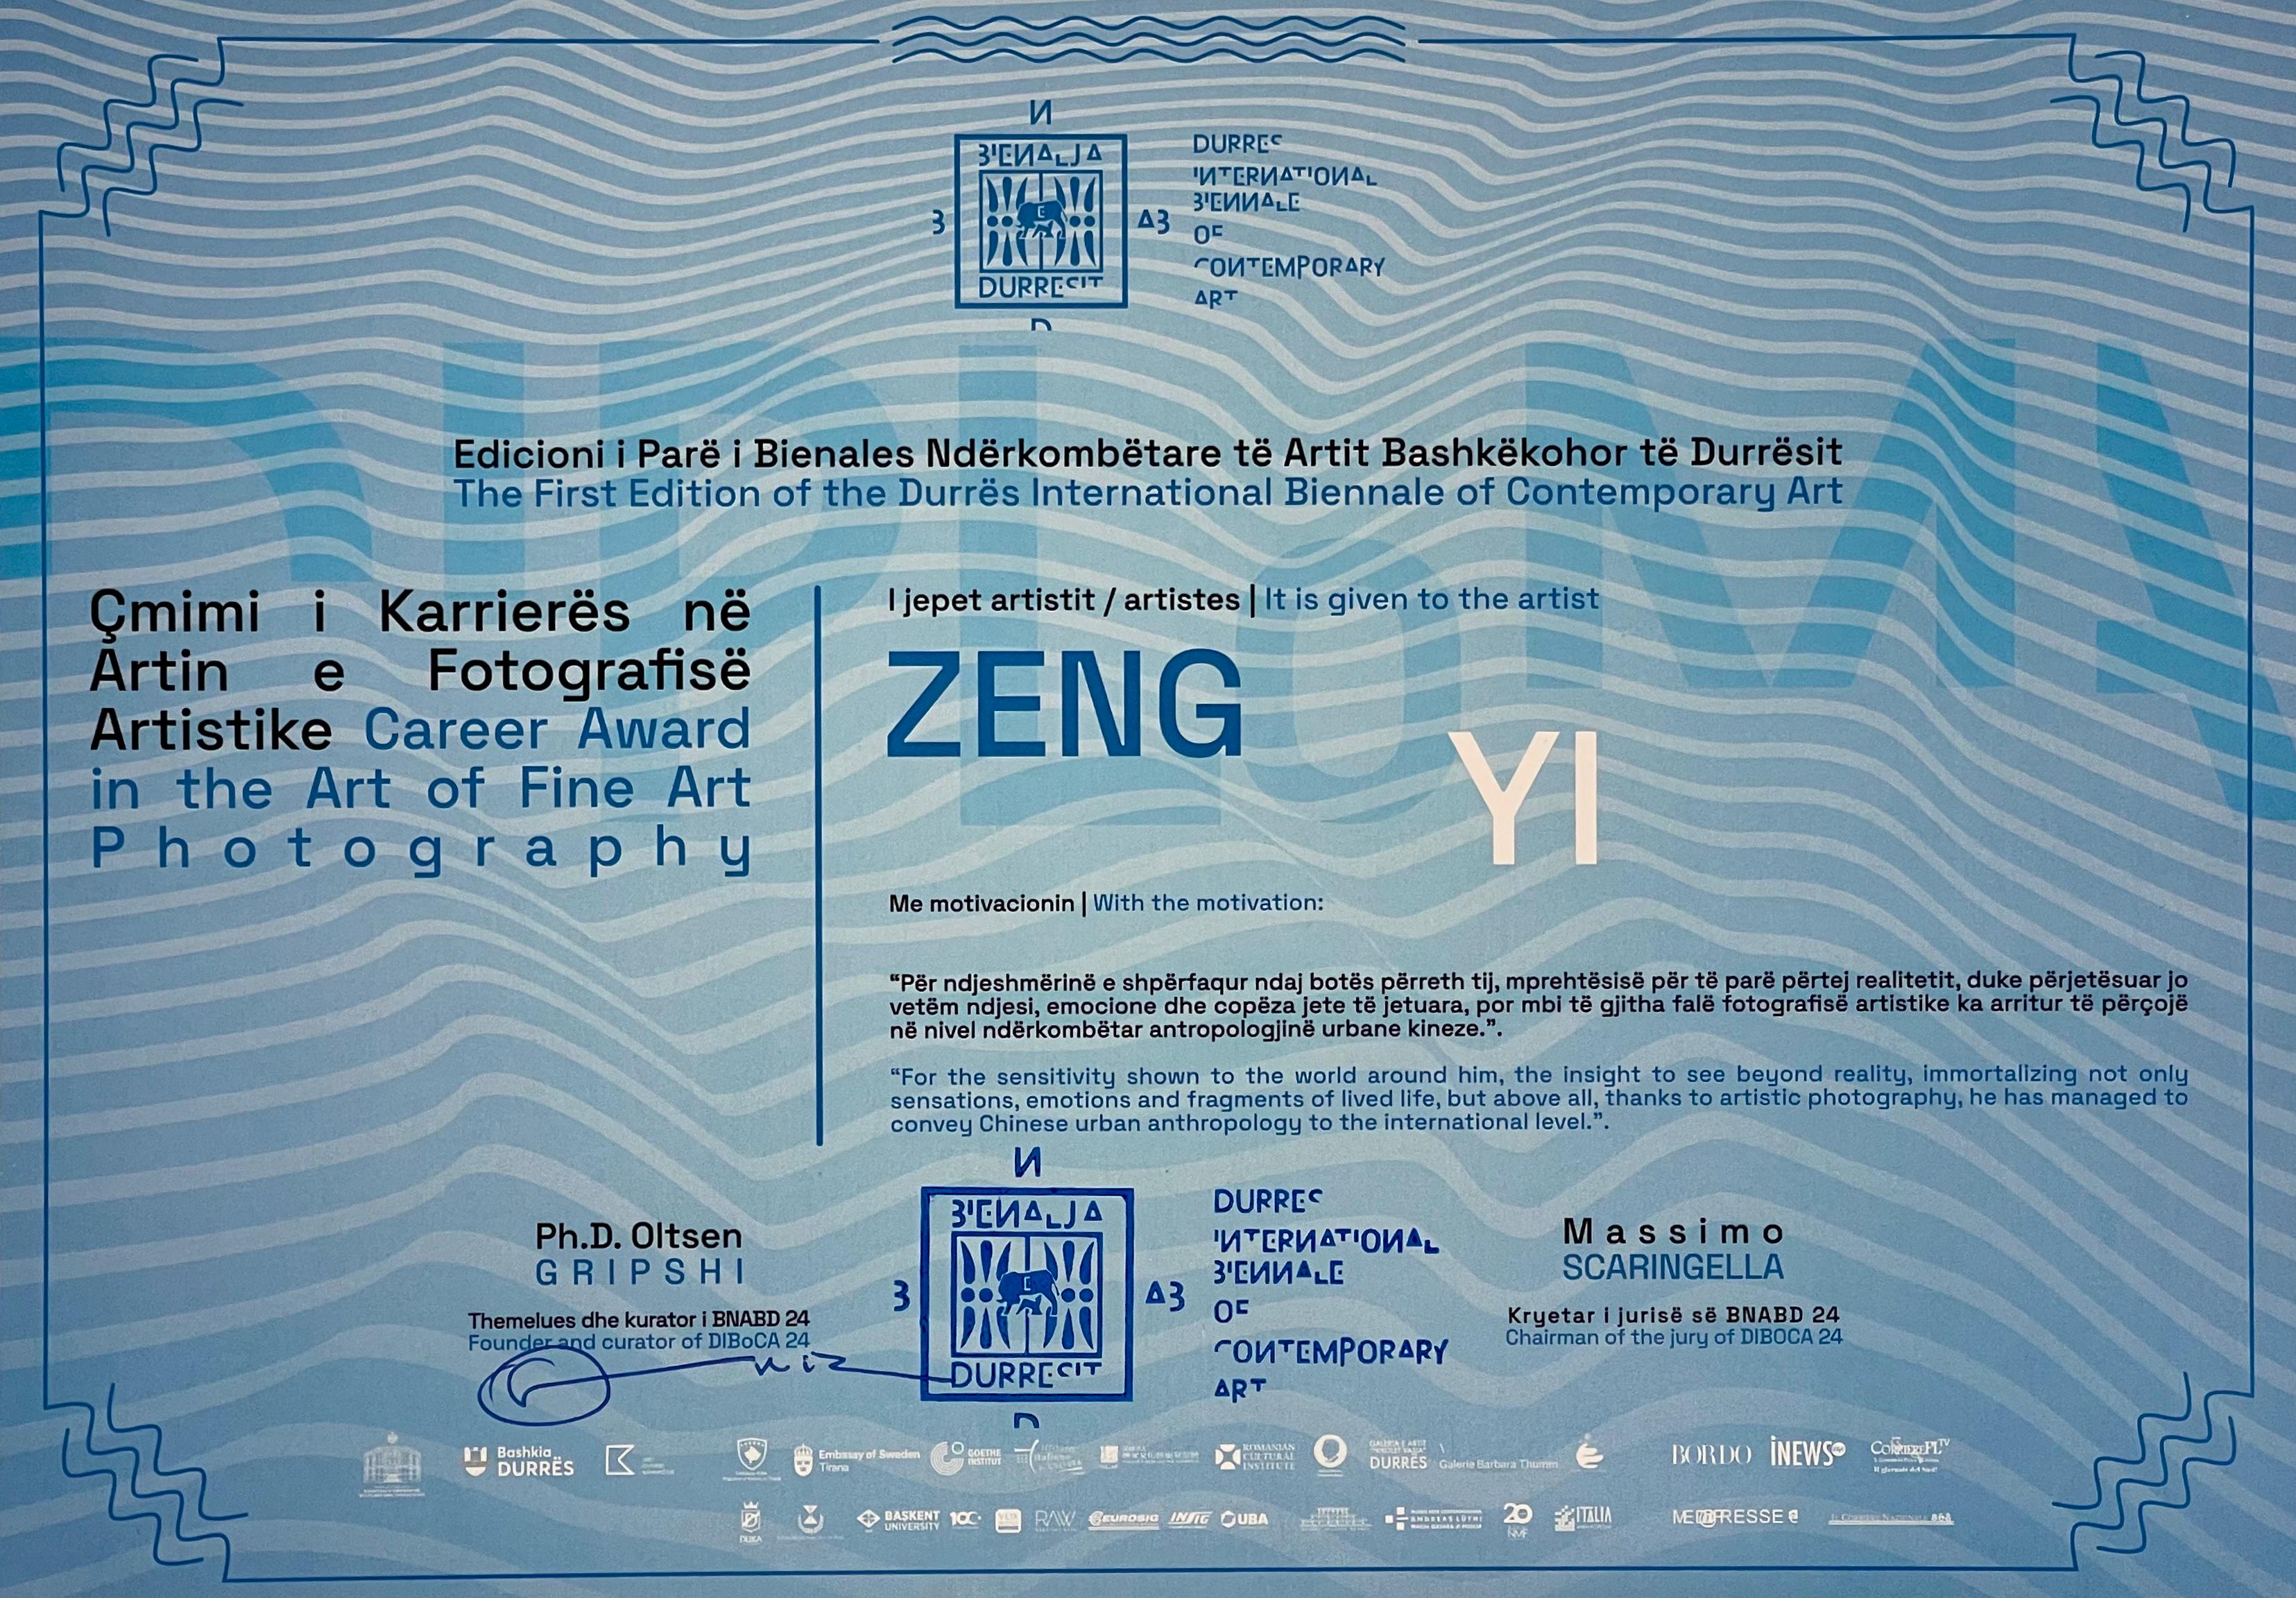 N
BIENALJA
B
AB
DURRESIT
D
DURRES
INTERNATIONAL
BIENNALE
OF
CONTEMPORARY
ART
DIPLOMA
Edicioni i Parë i Bienales Ndërkombëtare të Artit Bashkëkohor të Durrësit
The First Edition of the Durrës International Biennale of Contemporary Art
Çmimi i Karrierës në
Artin e Fotografisë
Artistike Career Award
in the Art of Fine Art
Photography
I jepet artistit / artistes | It is given to the artist
ZENG
YI
Me motivacionin | With the motivation:
“Për ndjeshmërinë e shpërfaqur ndaj botës përreth tij, mprehtësisë për të parë përtej realitetit, duke përjetësuar jo
vetëm ndjesi, emocione dhe copëza jete të jetuara, por mbi të gjitha falë fotografisë artistike ka arritur të përçojë
në nivel ndërkombëtar antropologjinë urbane kineze.”.
“For the sensitivity shown to the world around him, the insight to see beyond reality, immortalizing not only
sensations, emotions and fragments of lived life, but above all, thanks to artistic photography, he has managed to
convey Chinese urban anthropology to the international level.”.
Ph.D. Oltsen
GRIPSHI
Themelues dhe kurator i BNABD 24
Founder and curator of DIBoCA 24
N
BIENALJA
B
AB
DURRESIT
D
DURRES
INTERNATIONAL
BIENNALE
OF
CONTEMPORARY
ART
Massimo
SCARINGELLA
Kryetar i jurisë së BNABD 24
Chairman of the jury of DIBOCA 24
Bashkia
DURRËS
Embassy of Sweden
Tirana
GOETHE
INSTITUT
ROMANIAN
CULTURAL
INSTITUTE
DURRËS
Galerie Barbara Thumm
BORDO
iNEWS
BAŞKENT
UNIVERSITY
RAW
EUROSIG
INSIG
UBA
20
ITALIA